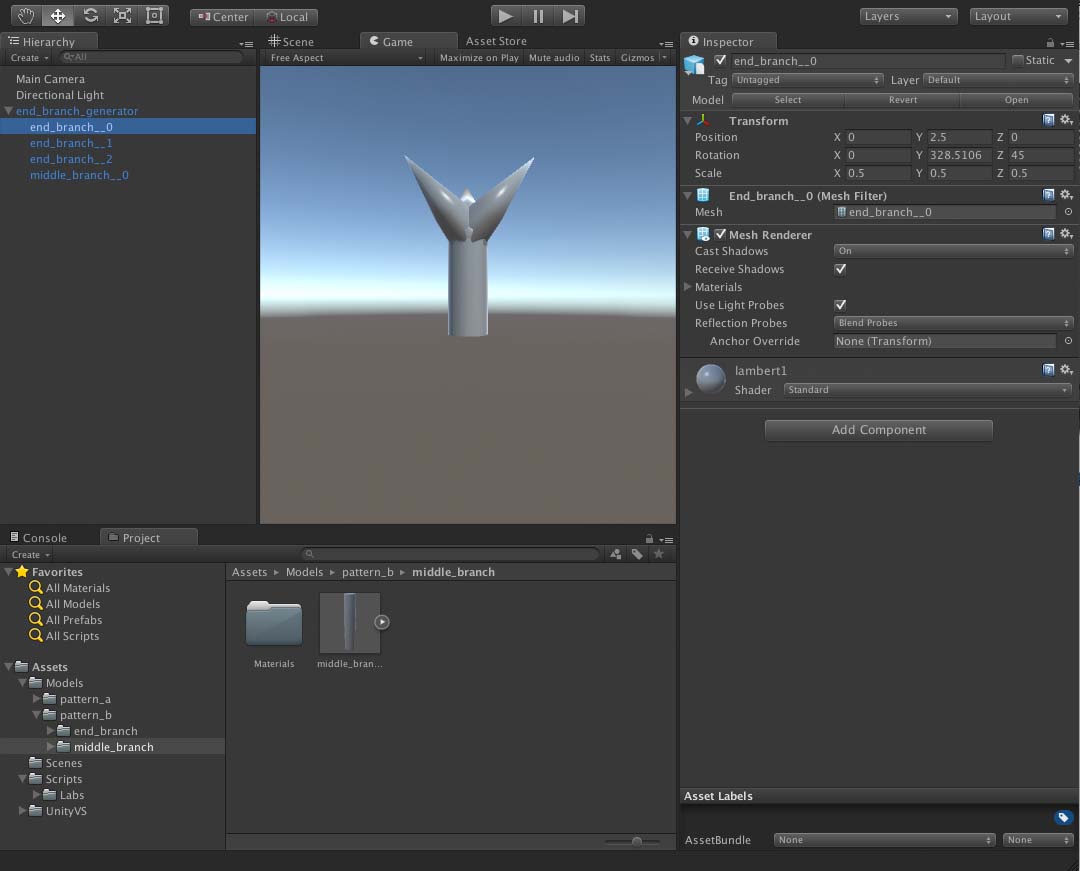 Center Local
Layers Layout
Hierarchy
Create All
Main Camera
Directional Light
end_branch_generator
end_branch__0
end_branch__1
end_branch__2
middle_branch__0
Scene Game Asset Store
Free Aspect Maximize on Play Mute audio Stats Gizmos
Inspector
end_branch__0 Static
Tag Untagged Layer Default
Model Select Revert Open
Transform
Position X 0 Y 2.5 Z 0
Rotation X 0 Y 328.5106 Z 45
Scale X 0.5 Y 0.5 Z 0.5
End_branch__0 (Mesh Filter)
Mesh end_branch__0
Mesh Renderer
Cast Shadows On
Receive Shadows
Materials
Use Light Probes
Reflection Probes Blend Probes
Anchor Override None (Transform)
lambert1
Shader Standard
Add Component
Asset Labels
AssetBundle None None
Console Project
Create
Favorites
All Materials
All Models
All Prefabs
All Scripts
Assets
Models
pattern_a
pattern_b
end_branch
middle_branch
Scenes
Scripts
Labs
UnityVS
Assets Models pattern_b middle_branch
Materials middle_bran...